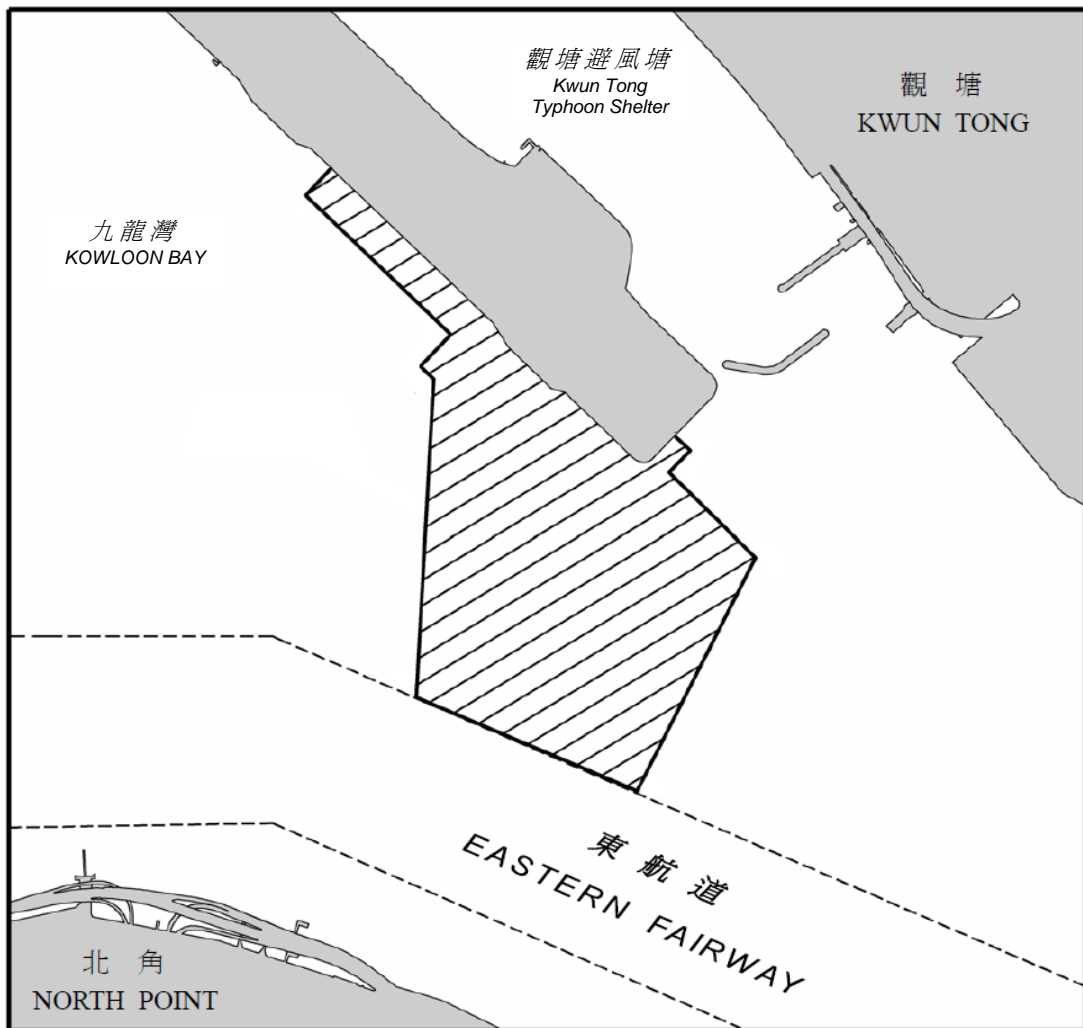 觀塘避風塘
Kwun Tong
Typhoon Shelter
觀 塘
KWUN TONG
九龍灣
KOWLOON BAY
東航道
EASTERN FAIRWAY
北 角
NORTH POINT